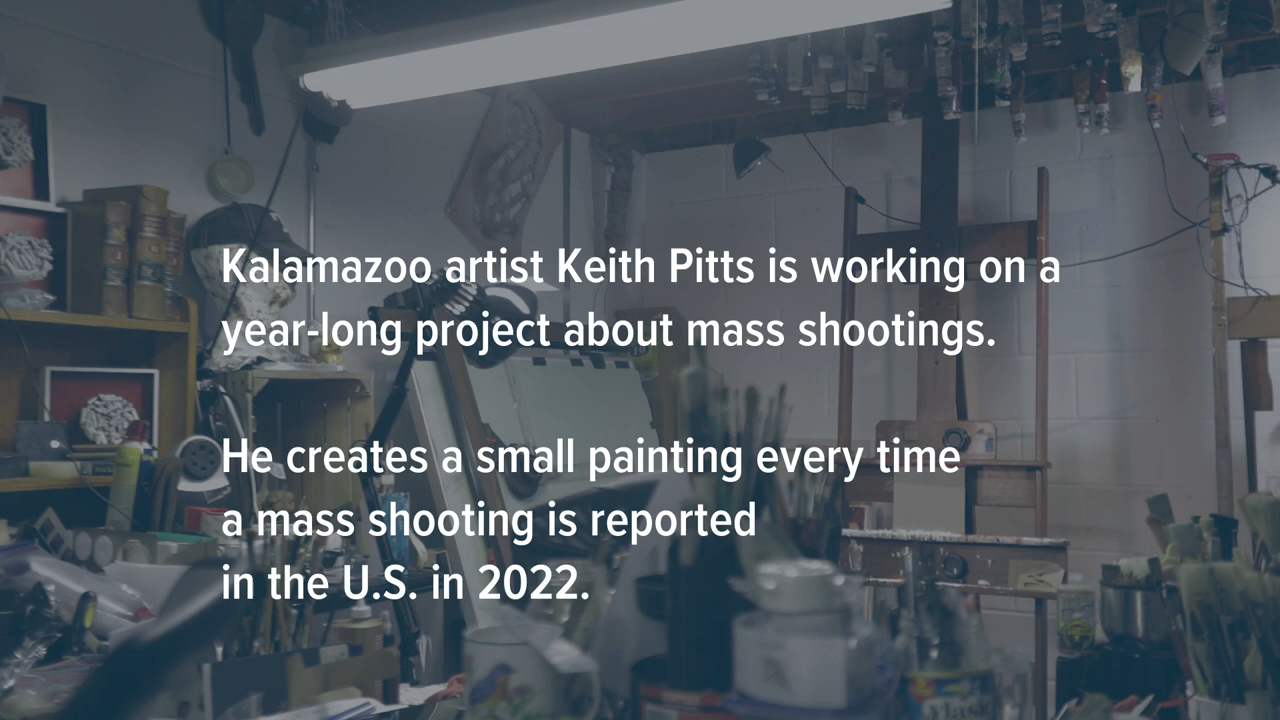 Kalamazoo artist Keith Pitts is working on a
year-long project about mass shootings.
He creates a small painting every time
a mass shooting is reported
in the U.S. in 2022.